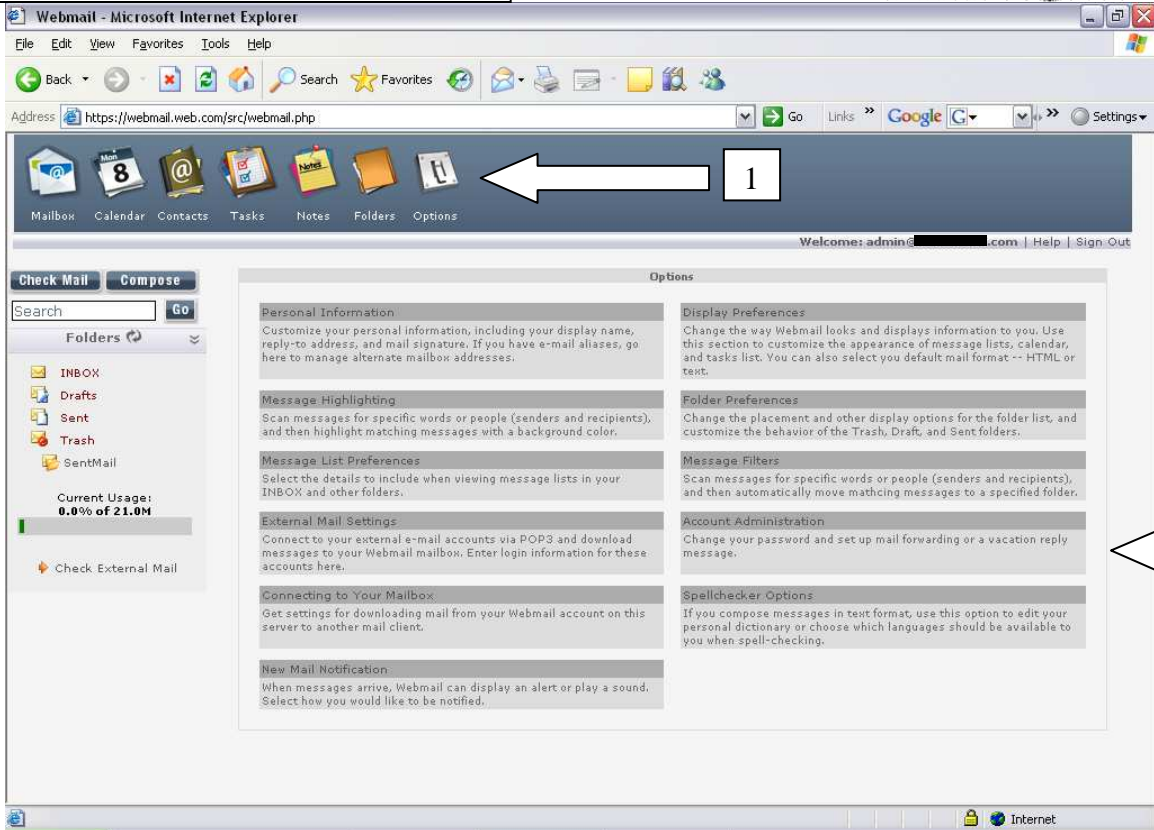 Webmail - Microsoft Internet Explorer
File Edit View Favorites Tools Help
Back Search Favorites
Address https://webmail.web.com/src/webmail.php Go Links » Google G » Settings
Mon
8
Notes
1
Mailbox Calendar Contacts Tasks Notes Folders Options
Welcome: admin@ .com | Help | Sign Out
Check Mail Compose
Search Go
Folders
INBOX
Drafts
Sent
Trash
SentMail
Current Usage:
0.0% of 21.0M
Check External Mail
Options
Personal Information
Customize your personal information, including your display name,
reply-to address, and mail signature. If you have e-mail aliases, go
here to manage alternate mailbox addresses.
Display Preferences
Change the way Webmail looks and displays information to you. Use
this section to customize the appearance of message lists, calendar,
and tasks list. You can also select you default mail format -- HTML or
text.
Message Highlighting
Scan messages for specific words or people (senders and recipients),
and then highlight matching messages with a background color.
Folder Preferences
Change the placement and other display options for the folder list, and
customize the behavior of the Trash, Draft, and Sent folders.
Message List Preferences
Select the details to include when viewing message lists in your
INBOX and other folders.
Message Filters
Scan messages for specific words or people (senders and recipients),
and then automatically move mathcing messages to a specified folder.
External Mail Settings
Connect to your external e-mail accounts via POP3 and download
messages to your Webmail mailbox. Enter login information for these
accounts here.
Account Administration
Change your password and set up mail forwarding or a vacation reply
message.
Connecting to Your Mailbox
Get settings for downloading mail from your Webmail account on this
server to another mail client.
Spellchecker Options
If you compose messages in text format, use this option to edit your
personal dictionary or choose which languages should be available to
you when spell-checking.
New Mail Notification
When messages arrive, Webmail can display an alert or play a sound.
Select how you would like to be notified.
Internet